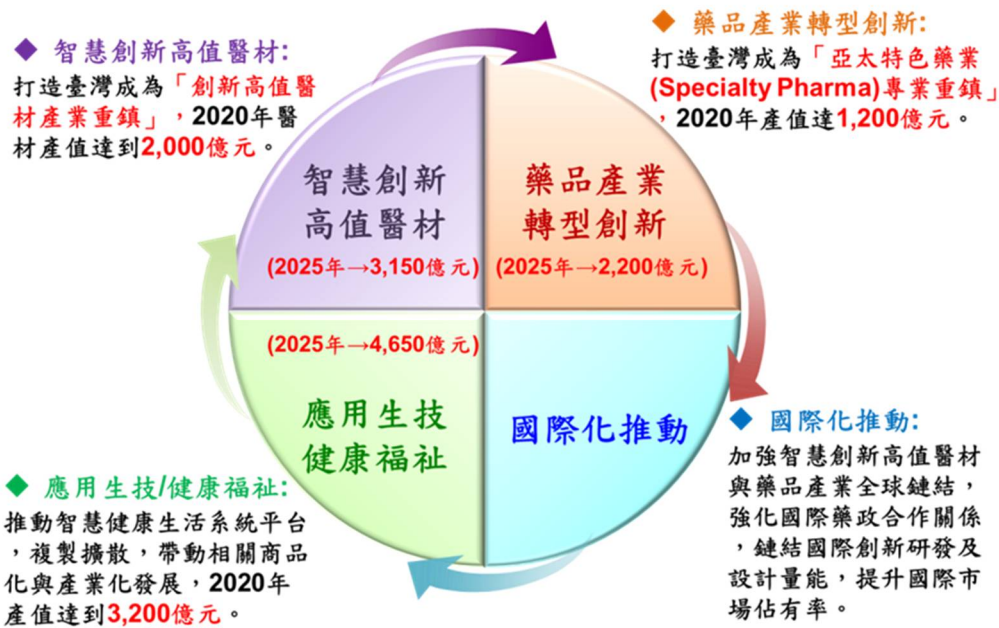 ◆ 智慧創新高值醫材:
打造臺灣成為「創新高值醫
材產業重鎮」，2020年醫
材產值達到2,000億元。
◆ 藥品產業轉型創新:
打造臺灣成為「亞太特色藥業
(Specialty Pharma)專業重鎮」
，2020年產值達1,200億元。
智慧創新
高值醫材
(2025年→3,150億元)
藥品產業
轉型創新
(2025年→2,200億元)
(2025年→4,650億元)
應用生技
健康福祉
國際化推動
◆ 國際化推動:
加強智慧創新高值醫材
與藥品產業全球鏈結，
強化國際藥政合作關係
，鏈結國際創新研發及
設計量能，提升國際市
場佔有率。
◆ 應用生技/健康福祉:
推動智慧健康生活系統平台
，複製擴散，帶動相關商品
化與產業化發展，2020年
產值達到3,200億元。